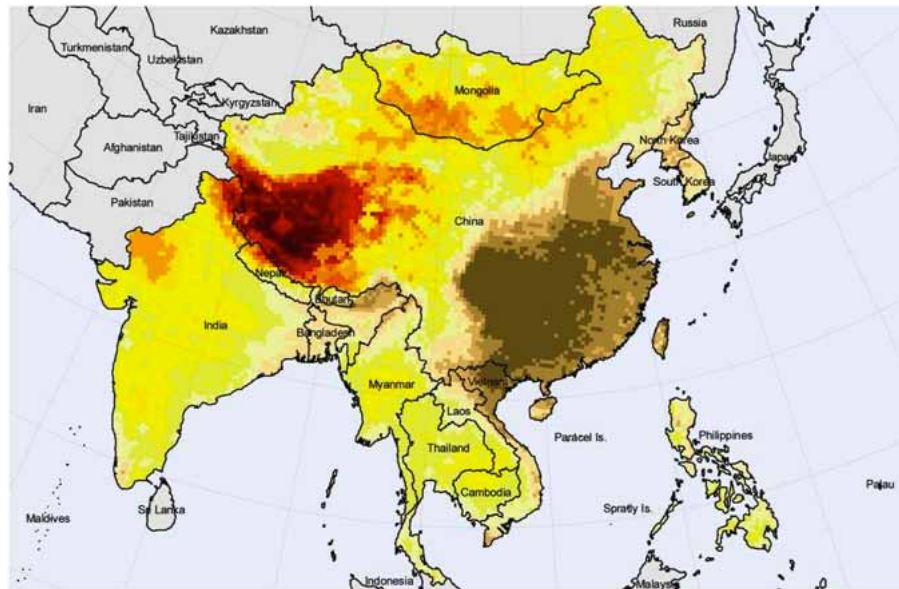 Russia
Kazakhstan
Turkmenistan
Uzbekistan
Mongolia
Kyrgyzstan
Iran
Tajikistan
North Korea
Afghanistan
Japan
South Korea
Pakistan
China
Nepal
Bhutan
India
Bangladesh
Myanmar
Vietnam
Laos
Paracel Is.
Philippines
Thailand
Palau
Cambodia
Sri Lanka
Spratly Is.
Maldives
Indonesia
Malaysia